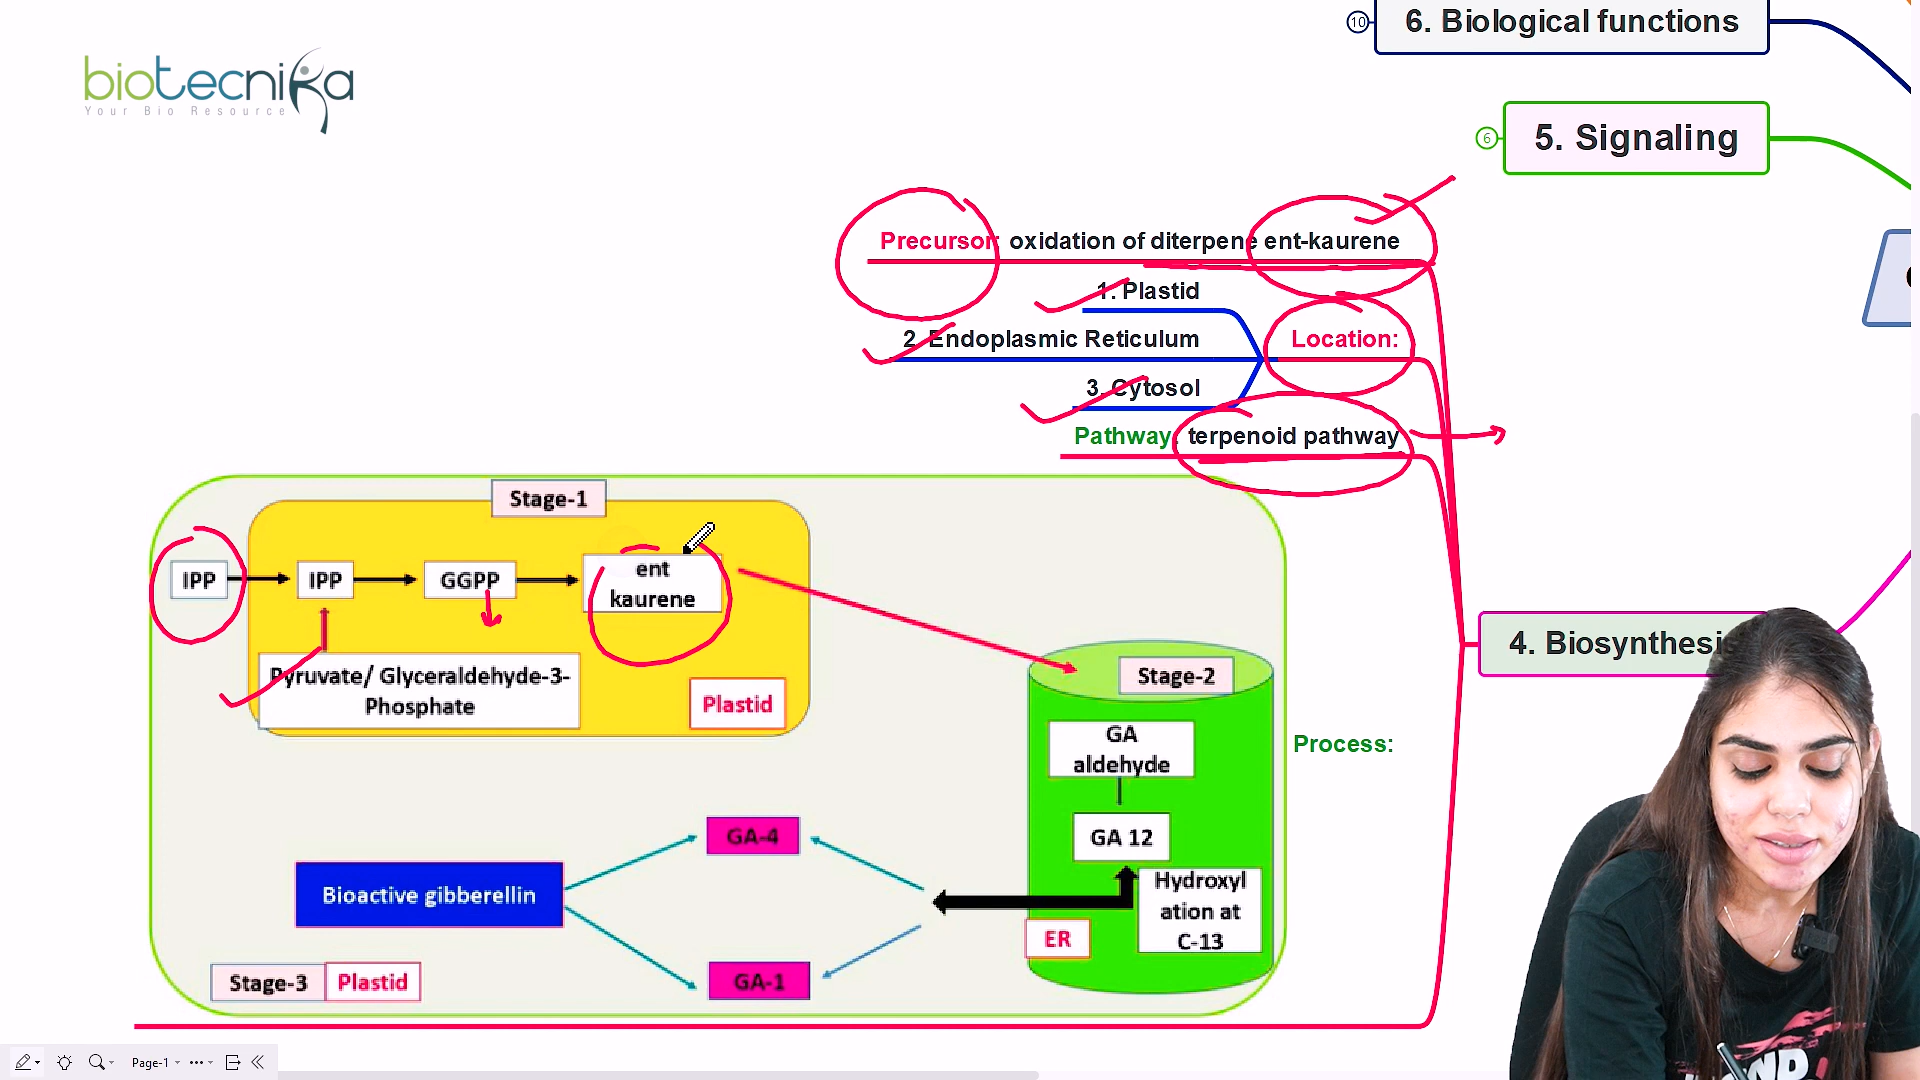 biotecnika
Your Bio Resource
10
6. Biological functions
6
5. Signaling
Precursor: oxidation of diterpene ent-kaurene
1. Plastid
2. Endoplasmic Reticulum
Location:
3. Cytosol
Pathway: terpenoid pathway
Stage-1
IPP
IPP
GGPP
ent
kaurene
Pyruvate/ Glyceraldehyde-3-
Phosphate
Plastid
4. Biosynthesis
Stage-2
GA
aldehyde
Process:
GA 12
GA-4
Hydroxyl
ation at
C-13
Bioactive gibberellin
ER
Stage-3
Plastid
GA-1
Page-1